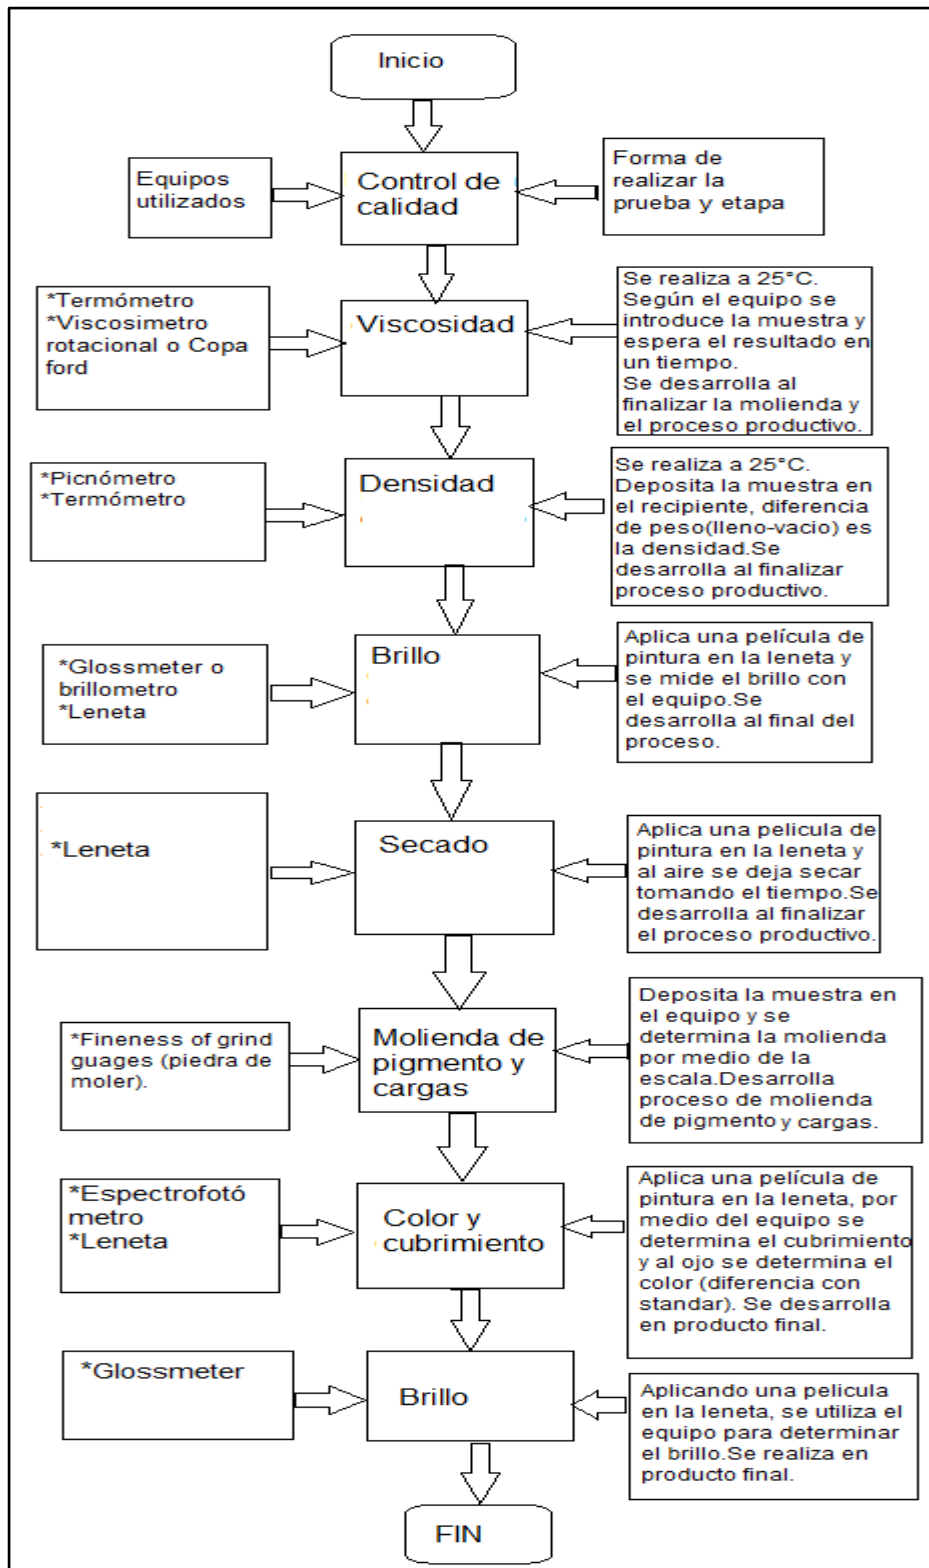 Inicio
Equipos
utilizados
Control de
calidad
Forma de
realizar la
prueba y etapa
*Termómetro
*Viscosimetro
rotacional o Copa
ford
Viscosidad
Se realiza a 25°C.
Según el equipo se
introduce la muestra y
espera el resultado en
un tiempo.
Se desarrolla al
finalizar la molienda y
el proceso productivo.
*Picnómetro
*Termómetro
Densidad
Se realiza a 25°C.
Deposita la muestra en
el recipiente, diferencia
de peso(lleno-vacio) es
la densidad.Se
desarrolla al finalizar
proceso productivo.
*Glossmeter o
brillometro
*Leneta
Brillo
Aplica una película de
pintura en la leneta y
se mide el brillo con
el equipo.Se
desarrolla al final del
proceso.
*Leneta
Secado
Aplica una pelicula de
pintura en la leneta y
al aire se deja secar
tomando el tiempo.Se
desarrolla al finalizar
el proceso productivo.
*Fineness of grind
guages (piedra de
moler).
Molienda de
pigmento y
cargas
Deposita la muestra en
el equipo y se
determina la molienda
por medio de la
escala.Desarrolla
proceso de molienda
de pigmento y cargas.
*Espectrofotó
metro
*Leneta
Color y
cubrimiento
Aplica una película de
pintura en la leneta, por
medio del equipo se
determina el cubrimiento
y al ojo se determina el
color (diferencia con
standar). Se desarrolla
en producto final.
*Glossmeter
Brillo
Aplicando una pelicula
en la leneta, se utiliza el
equipo para determinar
el brillo.Se realiza en
producto final.
FIN